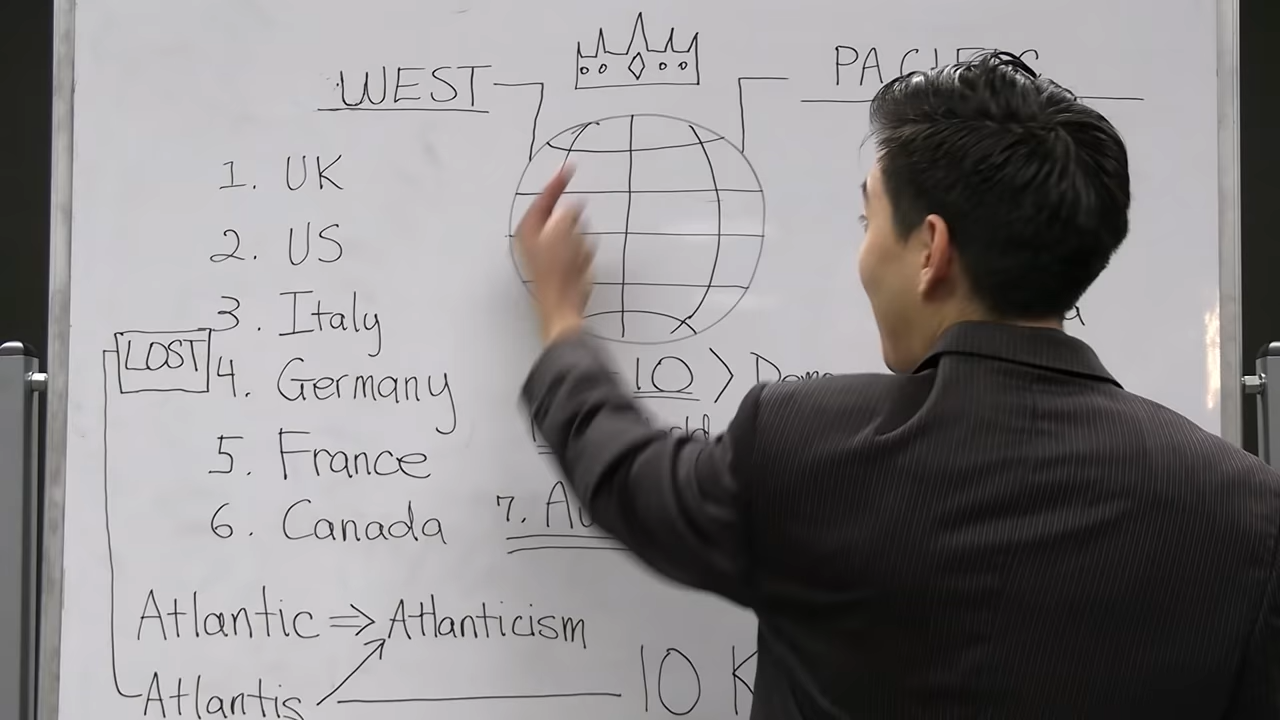 WEST
1. UK
2. US
3. Italy
LOST
4. Germany
5. France
6. Canada
10 >
7.
Atlantic ⇒ Atlanticism
Atlantis
10